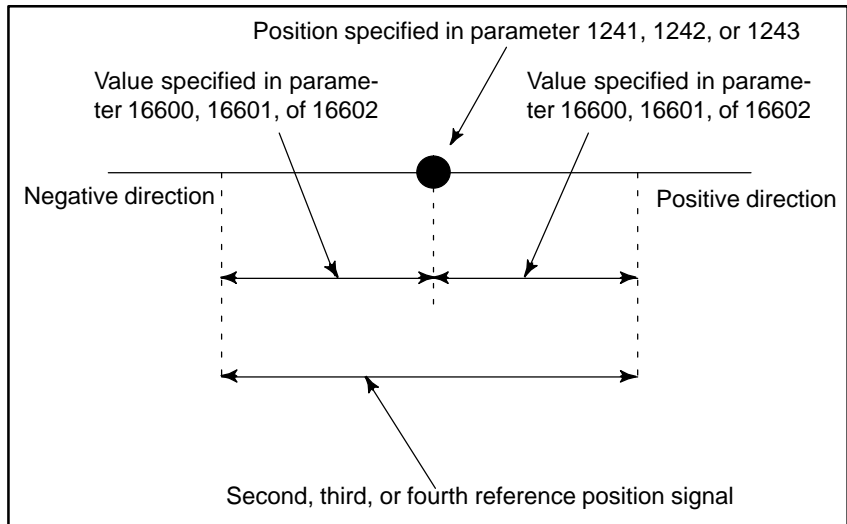 Position specified in parameter 1241, 1242, or 1243
Value specified in parame-
ter 16600, 16601, of 16602
Value specified in parame-
ter 16600, 16601, of 16602
Negative direction
Positive direction
Second, third, or fourth reference position signal